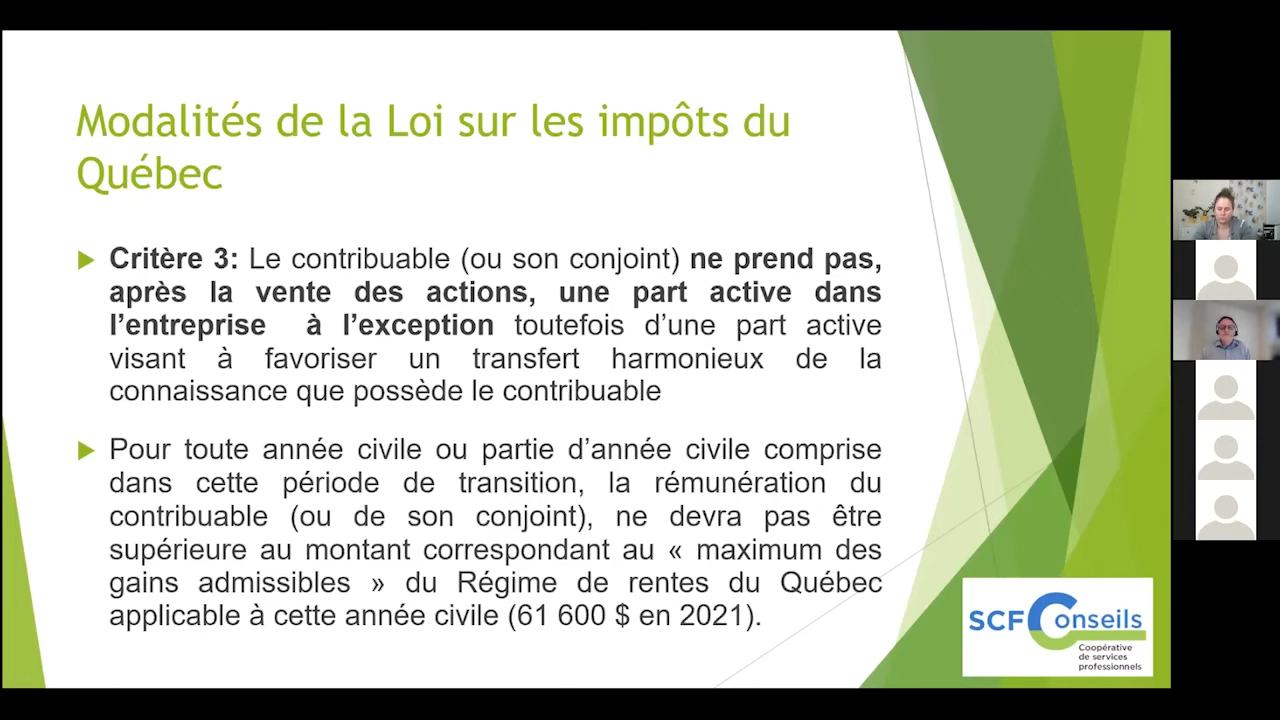 Modalités de la Loi sur les impôts du
Québec
Critère 3: Le contribuable (ou son conjoint) ne prend pas,
après la vente des actions, une part active dans
l’entreprise à l’exception toutefois d’une part active
visant à favoriser un transfert harmonieux de la
connaissance que possède le contribuable
Pour toute année civile ou partie d’année civile comprise
dans cette période de transition, la rémunération du
contribuable (ou de son conjoint), ne devra pas être
supérieure au montant correspondant au « maximum des
gains admissibles » du Régime de rentes du Québec
applicable à cette année civile (61 600 $ en 2021).
SCF Conseils
Coopérative
de services
professionnels